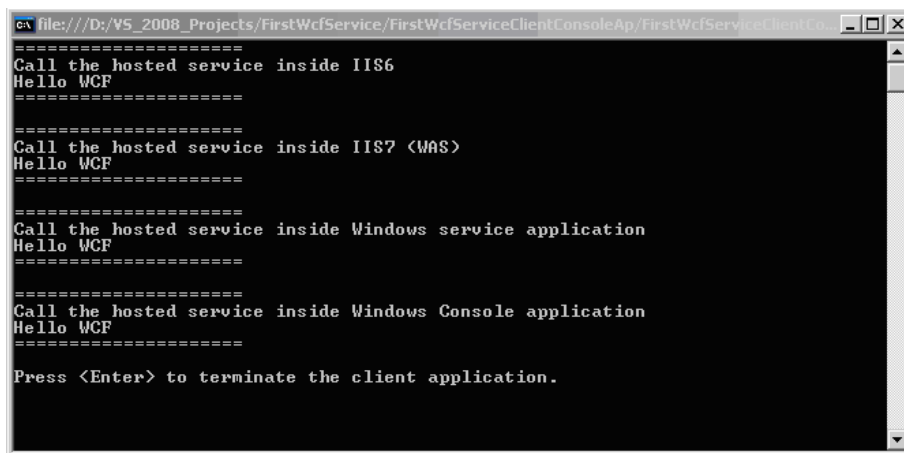 file:///D:/VS_2008_Projects/FirstWcfService/FirstWcfServiceClientConsoleAp/FirstWcfServiceClientCo...
=====================
Call the hosted service inside IIS6
Hello WCF
=====================
=====================
Call the hosted service inside IIS7 (WAS)
Hello WCF
=====================
=====================
Call the hosted service inside Windows service application
Hello WCF
=====================
=====================
Call the hosted service inside Windows Console application
Hello WCF
=====================
Press <Enter> to terminate the client application.